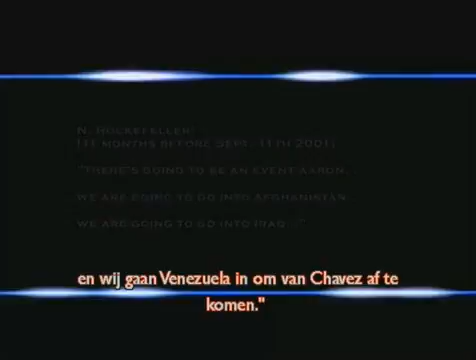 N. ROCKEFELLER:
(11 MONTHS BEFORE SEPT. 11TH 2001)
"THERE'S GOING TO BE AN EVENT AARON...
WE ARE GOING TO GO INTO AFGHANISTAN
WE ARE GOING TO GO INTO IRAQ..."
en wij gaan Venezuela in om van Chavez af te
komen."